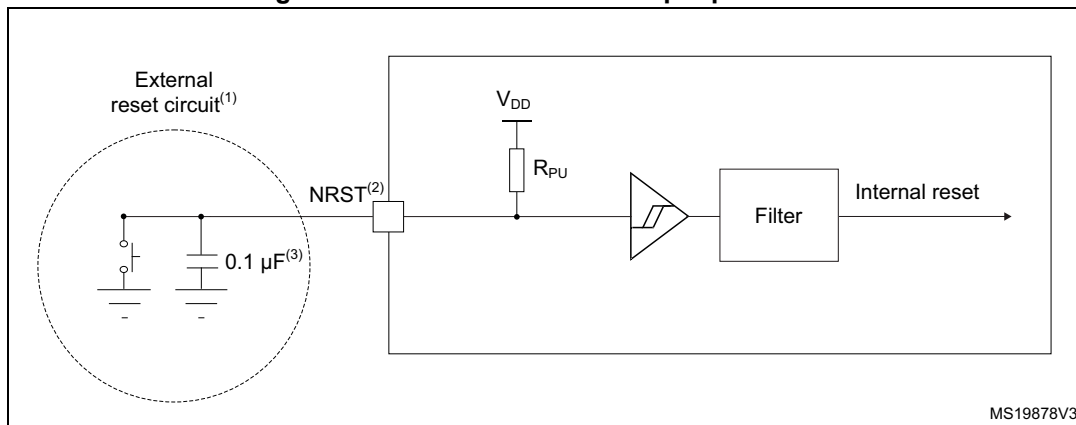 External
reset circuit(1)
VDD
RPU
NRST(2)
Filter
Internal reset
0.1 µF(3)
MS19878V3